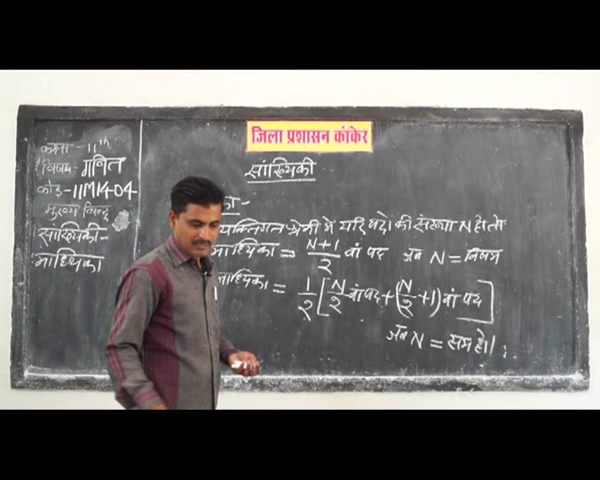 जिला प्रशासन कांकेर
कक्षा - 11th
विषय - गणित
कोड - 11M14-04
मुख्य बिन्दु
सांख्यिकी -
माध्यिका
सांख्यिकी
व्यक्तिगत श्रेणी में यदि पदों की संख्या N हो तो
माध्यिका = N+1/2 वां पद जब N = विषम
माध्यिका = 1/2 [N/2 वां पद + (N/2 +1) वां पद]
जब N = सम हो।